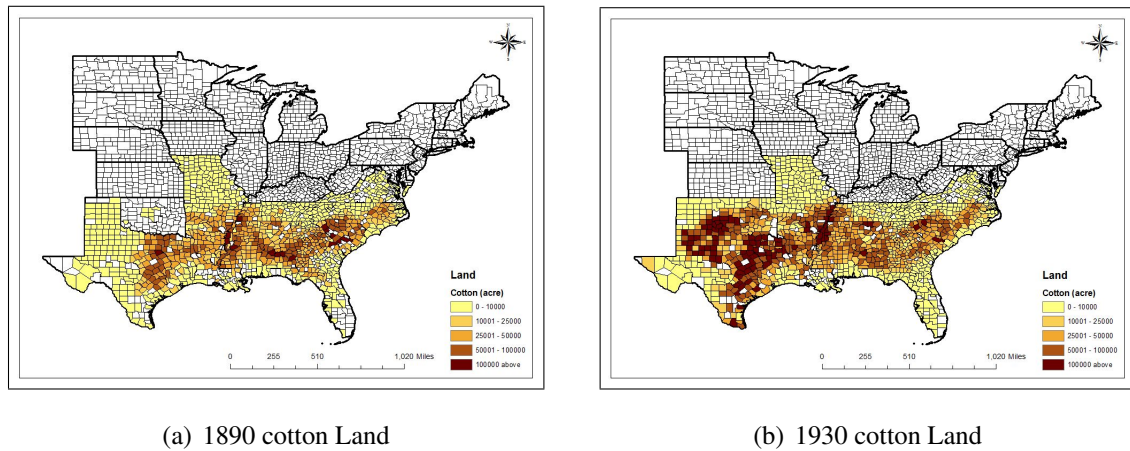 Land
Cotton (acre)
0 - 10000
10001 - 25000
25001 - 50000
50001 - 100000
100000 above
0 255 510 1,020 Miles
(a) 1890 cotton Land
Land
Cotton (acre)
0 - 10000
10001 - 25000
25001 - 50000
50001 - 100000
100000 above
0 255 510 1,020 Miles
(b) 1930 cotton Land